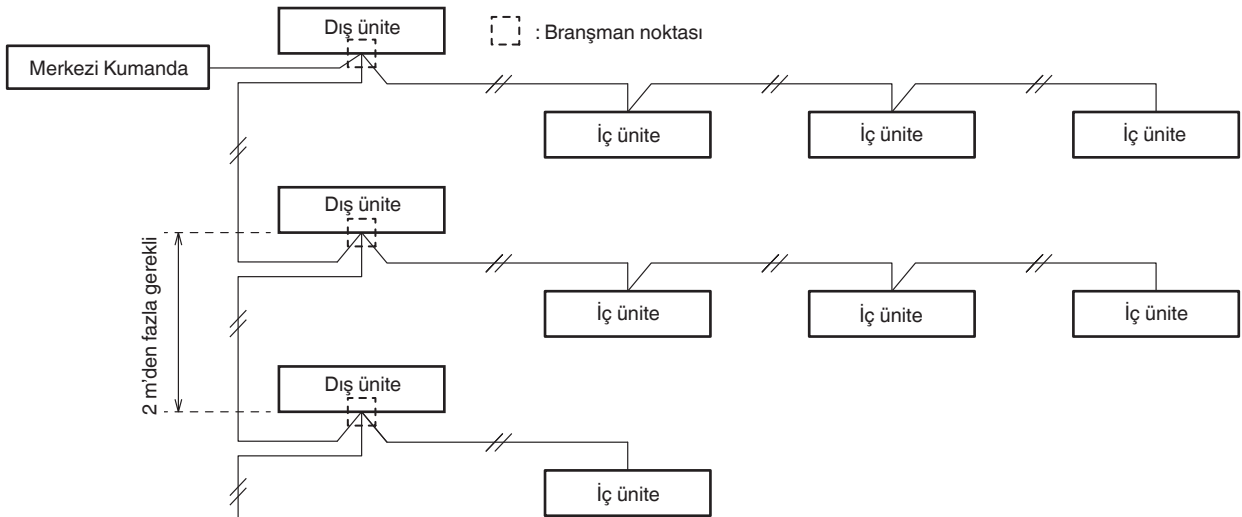 Dış ünite
: Branşman noktası
Merkezi Kumanda
İç ünite
İç ünite
İç ünite
Dış ünite
2 m'den fazla gerekli
İç ünite
İç ünite
İç ünite
Dış ünite
İç ünite